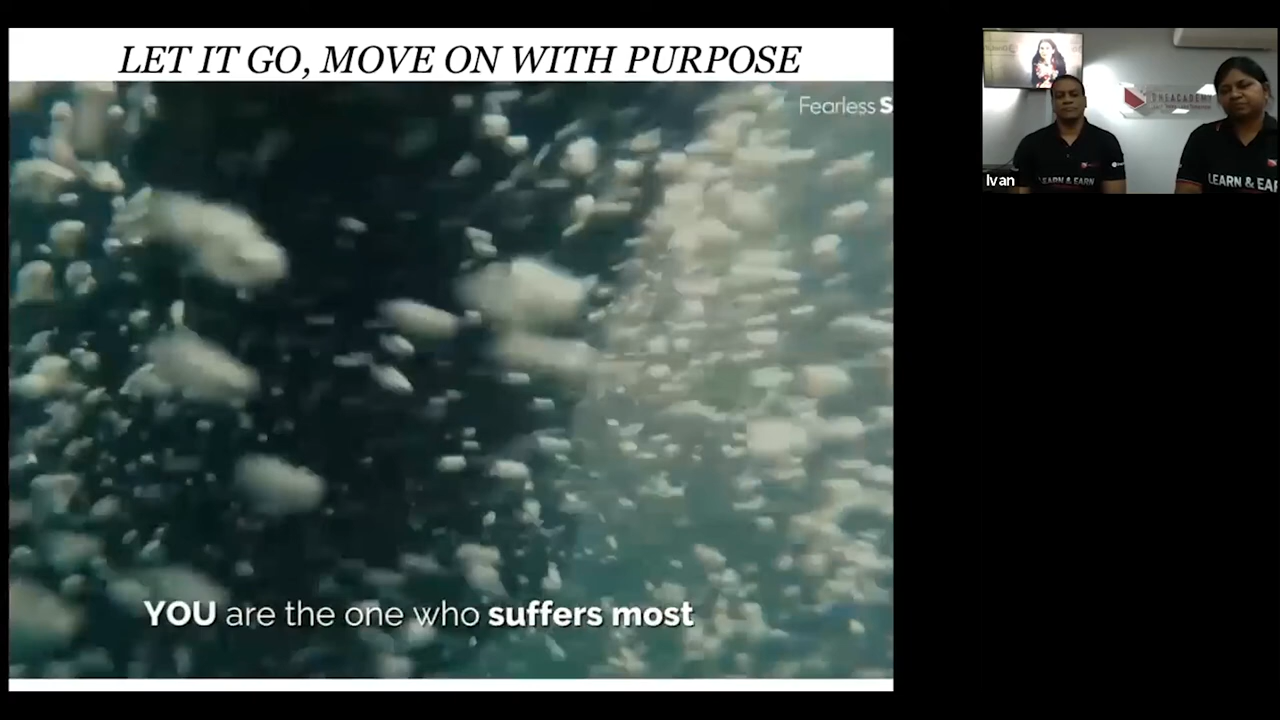 LET IT GO, MOVE ON WITH PURPOSE
Fearless S
YOU are the one who suffers most
Ivan
LEARN & EARN
LEARN & EAR